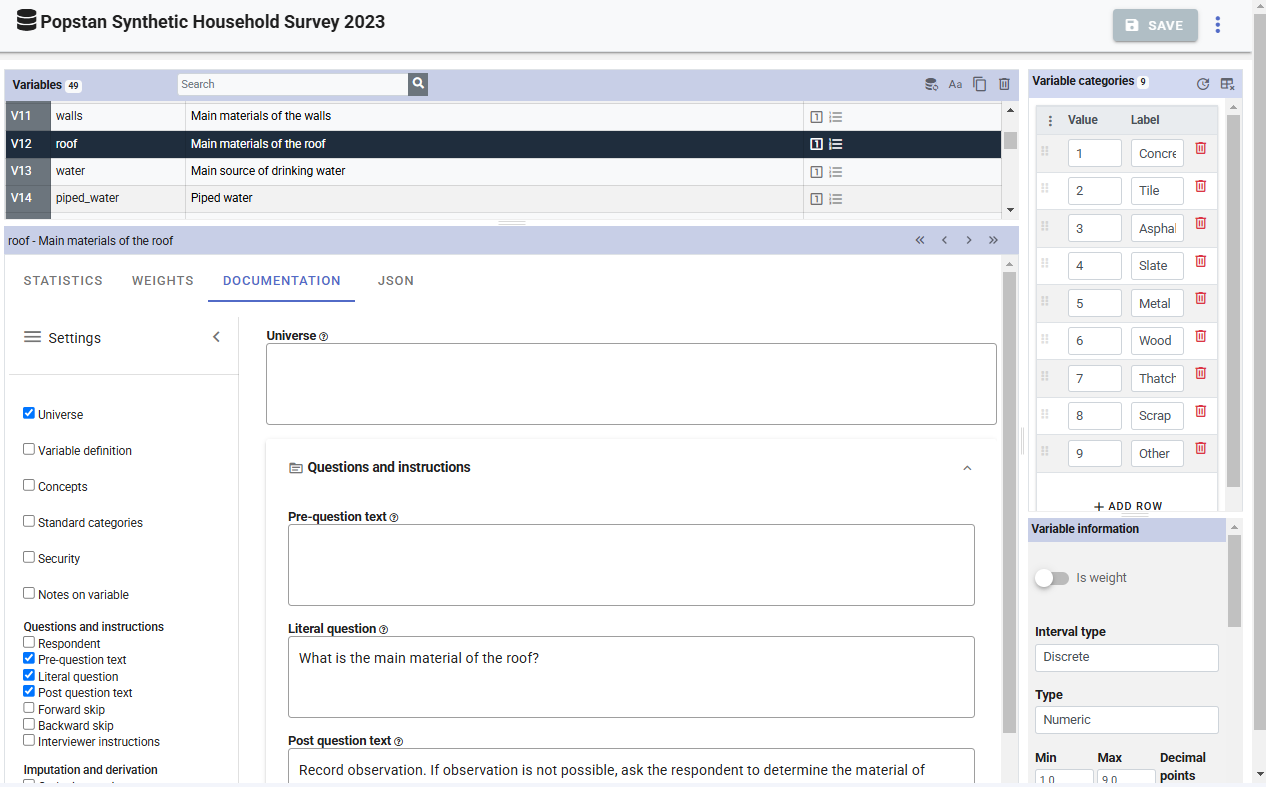 Popstan Synthetic Household Survey 2023
SAVE
Variables 49
Search
Aa
V11 walls Main materials of the walls 1
V12 roof Main materials of the roof 1
V13 water Main source of drinking water 1
V14 piped_water Piped water 1
roof - Main materials of the roof
STATISTICS WEIGHTS DOCUMENTATION JSON
Settings
Universe
Variable definition
Concepts
Standard categories
Security
Notes on variable
Questions and instructions
Respondent
Pre-question text
Literal question
Post question text
Forward skip
Backward skip
Interviewer instructions
Imputation and derivation
Universe
Questions and instructions
Pre-question text
Literal question
What is the main material of the roof?
Post question text
Record observation. If observation is not possible, ask the respondent to determine the material of
Variable categories 9
Value Label
1 Concre
2 Tile
3 Asphal
4 Slate
5 Metal
6 Wood
7 Thatch
8 Scrap
9 Other
+ ADD ROW
Variable information
Is weight
Interval type
Discrete
Type
Numeric
Min Max Decimal
points
1.0 9.0